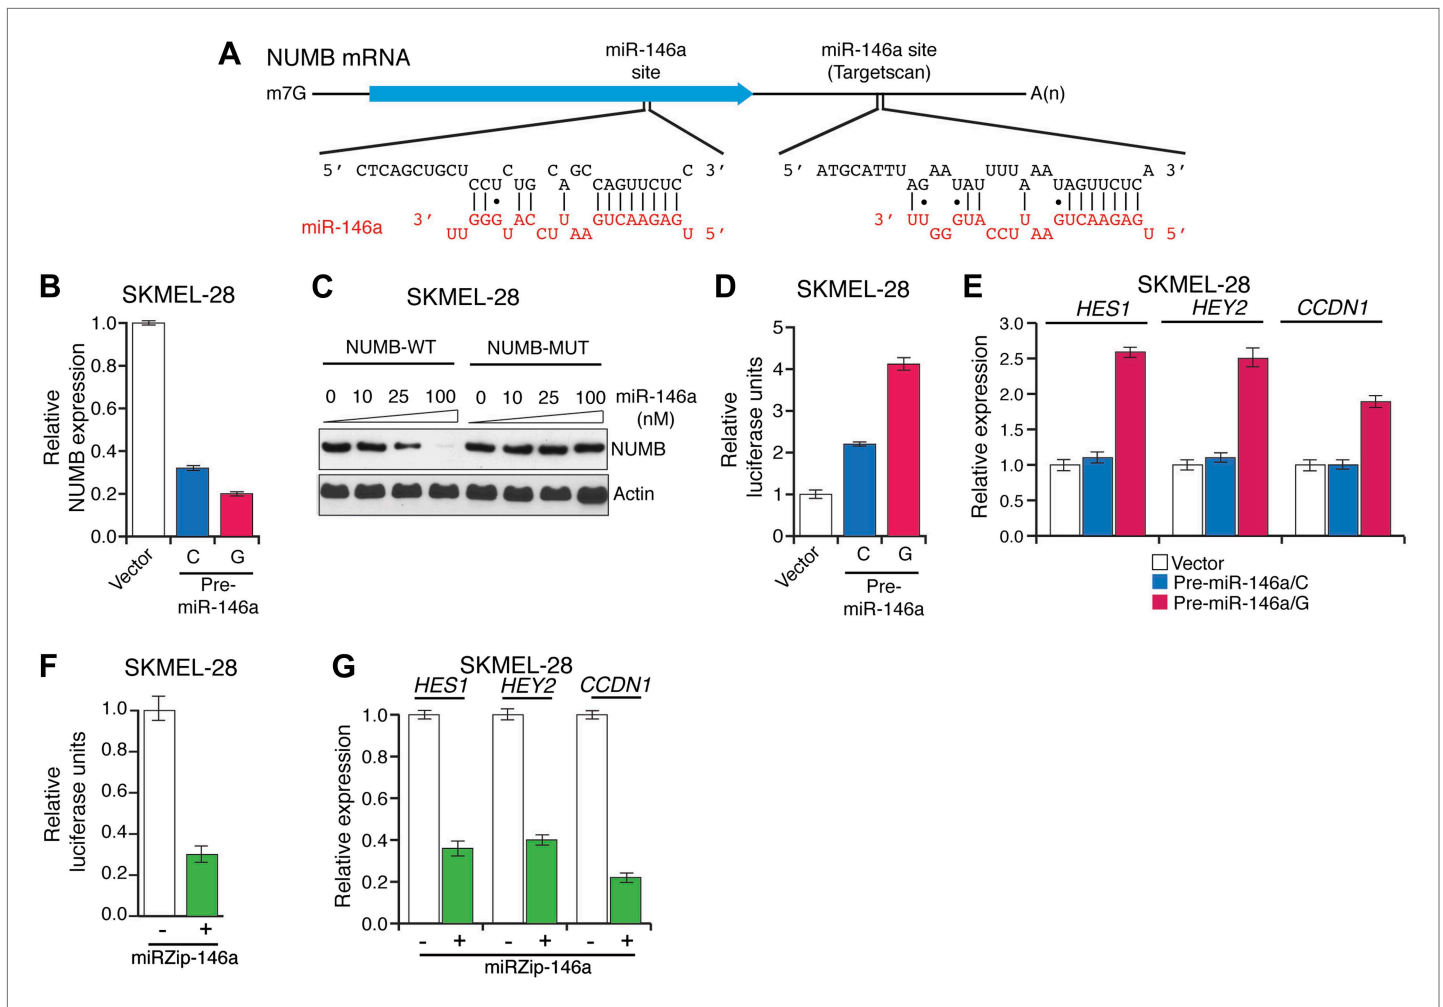 A NUMB mRNA
miR-146a site
miR-146a site (Targetscan)
m7G
A(n)
5′ CTCAGCUGCU C C GC C 3′
CCU UG A CAGUUCUC
miR-146a
3′ GGG AC U GUCAAGAG
UU U CU AA U 5′
5′ ATGCATTU AA UUU AA A 3′
AG UAU A UAGUUCUC
3′ UU GUA U GUCAAGAG
GG CCU AA U 5′
B
SKMEL-28
Relative NUMB expression
1.0
0.8
0.6
0.4
0.2
0.0
Vector
C G
Pre-miR-146a
C
SKMEL-28
NUMB-WT NUMB-MUT
0 10 25 100 0 10 25 100 miR-146a (nM)
NUMB
Actin
D
SKMEL-28
Relative luciferase units
5
4
3
2
1
0
Vector
C G
Pre-miR-146a
E
SKMEL-28
HES1 HEY2 CCDN1
Relative expression
3.0
2.5
2.0
1.5
1.0
0.5
0.0
Vector
Pre-miR-146a/C
Pre-miR-146a/G
F
SKMEL-28
Relative luciferase units
1.0
0.8
0.6
0.4
0.2
0.0
- +
miRZip-146a
G
SKMEL-28
HES1 HEY2 CCDN1
Relative expression
1.0
0.8
0.6
0.4
0.2
0.0
- + - + - +
miRZip-146a